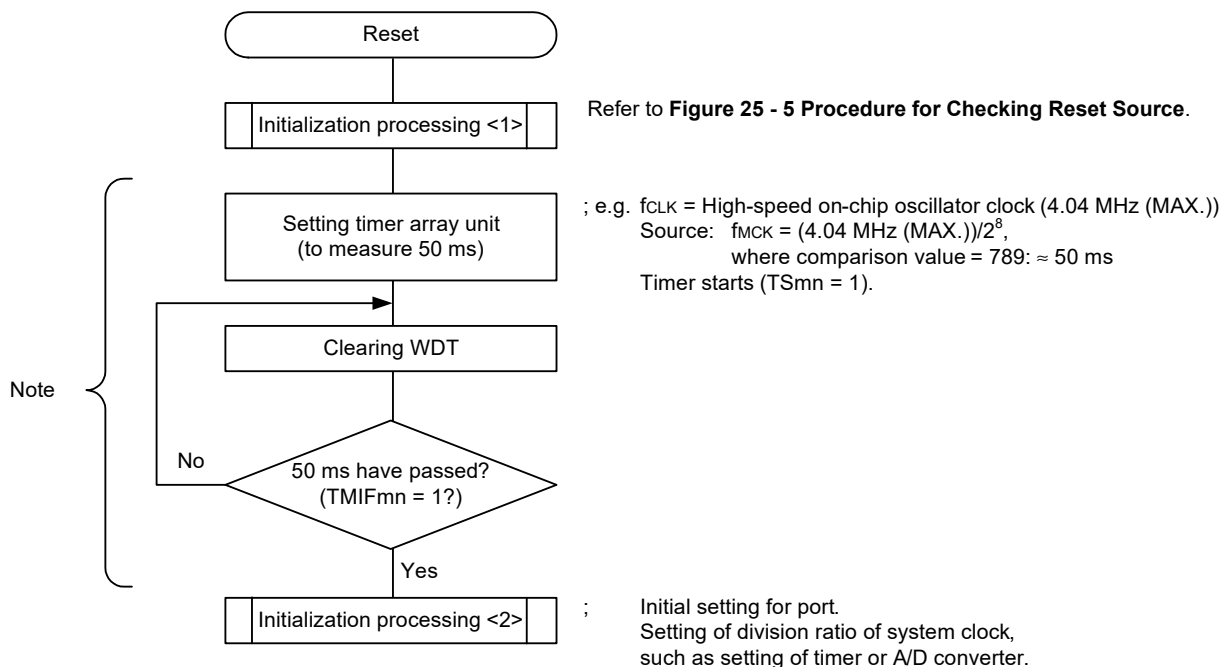 Reset
Initialization processing <1>
Refer to Figure 25 - 5 Procedure for Checking Reset Source.
Setting timer array unit
(to measure 50 ms)
; e.g. fCLK = High-speed on-chip oscillator clock (4.04 MHz (MAX.))
Source: fMCK = (4.04 MHz (MAX.))/2⁸,
where comparison value = 789: ≈ 50 ms
Timer starts (TSmn = 1).
Clearing WDT
Note
No
50 ms have passed?
(TMIFmn = 1?)
Yes
Initialization processing <2>
; Initial setting for port.
Setting of division ratio of system clock,
such as setting of timer or A/D converter.